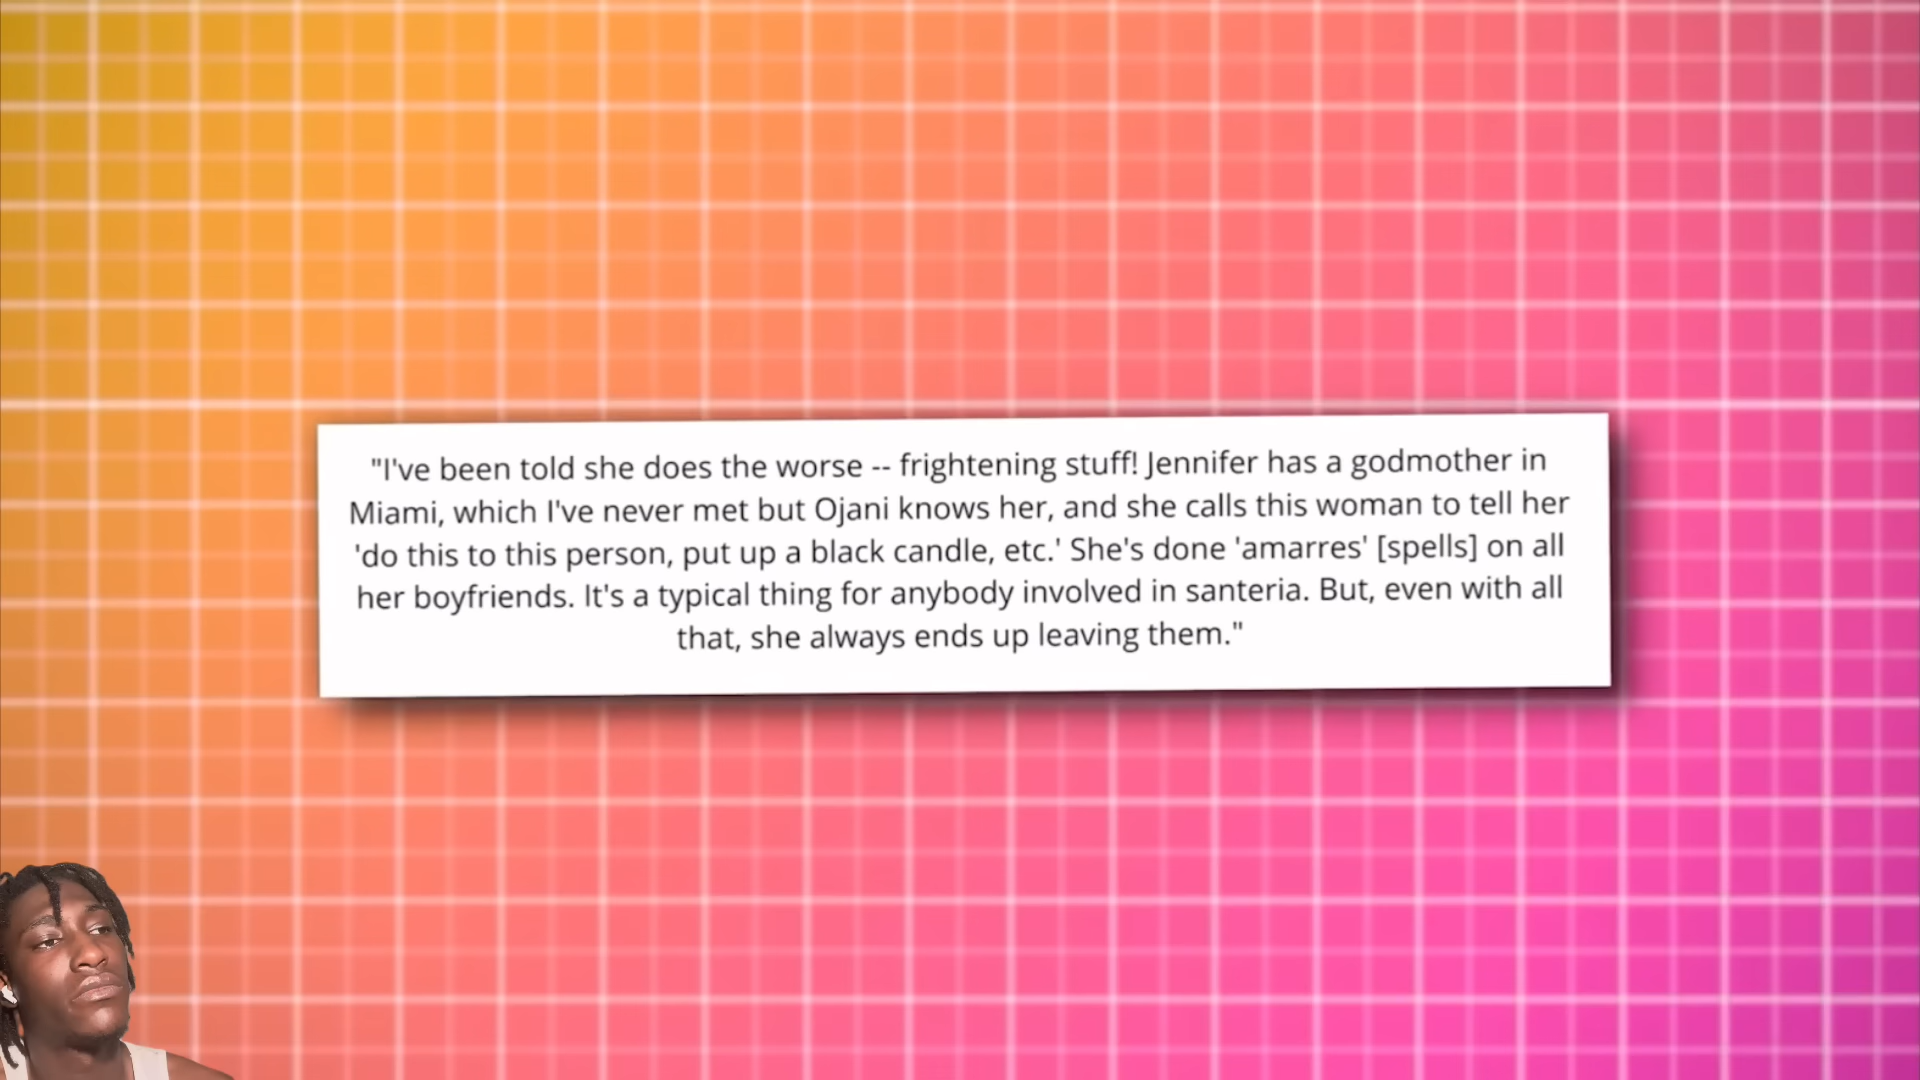 "I've been told she does the worse -- frightening stuff! Jennifer has a godmother in
Miami, which I've never met but Ojani knows her, and she calls this woman to tell her
'do this to this person, put up a black candle, etc.' She's done 'amarres' [spells] on all
her boyfriends. It's a typical thing for anybody involved in santeria. But, even with all
that, she always ends up leaving them."